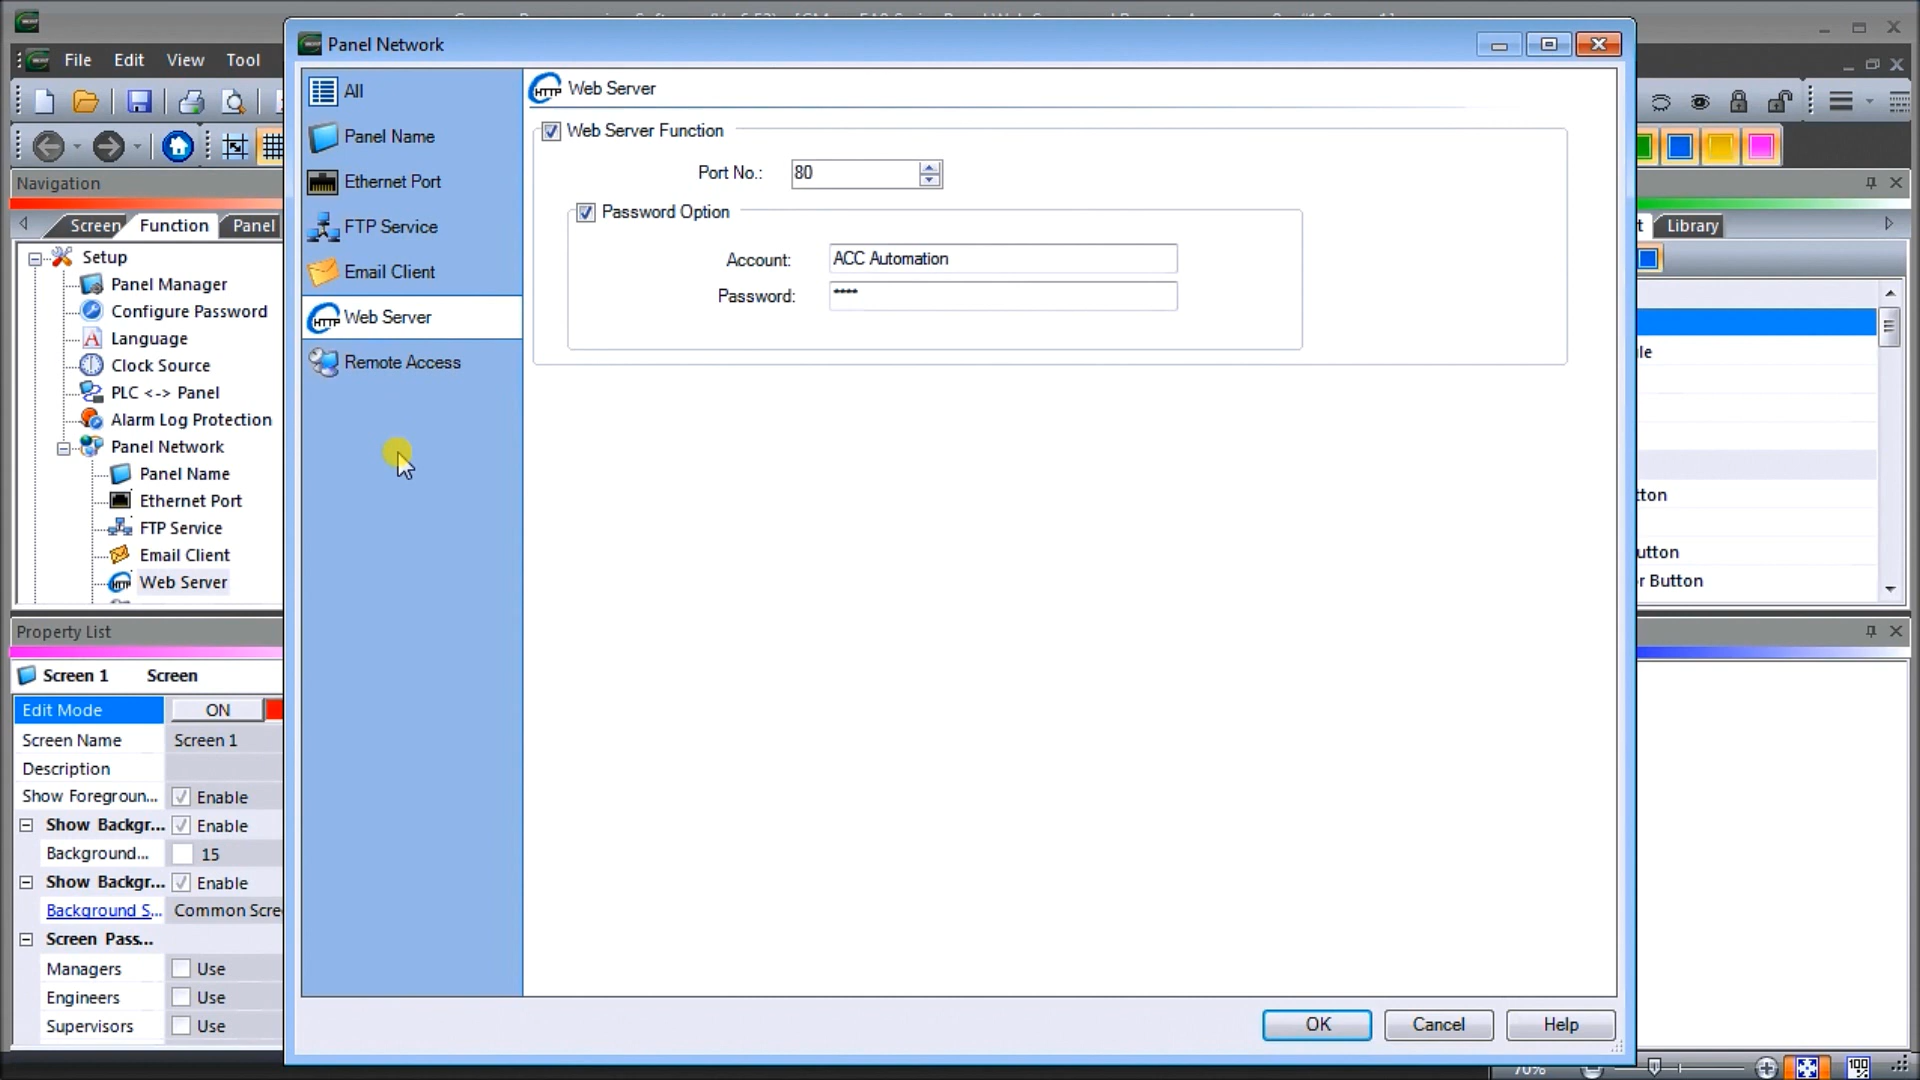 Panel Network
File Edit View Tool
Navigation
Screen Function Panel
Setup
Panel Manager
Configure Password
Language
Clock Source
PLC <-> Panel
Alarm Log Protection
Panel Network
Panel Name
Ethernet Port
FTP Service
Email Client
Web Server
Property List
Screen 1 Screen
Edit Mode ON
Screen Name Screen 1
Description
Show Foregroun... Enable
Show Backgr... Enable
Background... 15
Show Backgr... Enable
Background S... Common Scre
Screen Pass...
Managers Use
Engineers Use
Supervisors Use
All
Panel Name
Ethernet Port
FTP Service
Email Client
HTTP Web Server
Remote Access
HTTP Web Server
Web Server Function
Port No.: 80
Password Option
Account: ACC Automation
Password: ****
OK Cancel Help
t Library
le
tton
utton
r Button
70% 100